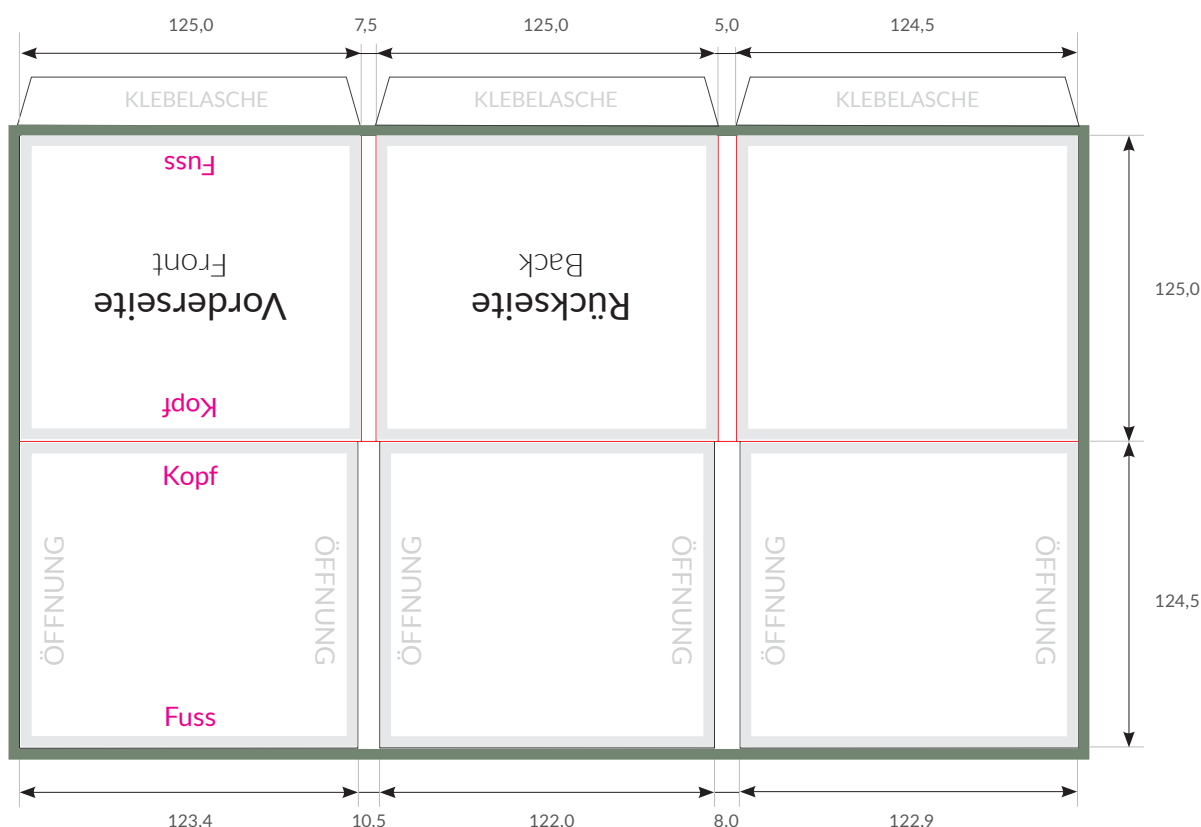 125,0 7,5 125,0 5,0 124,5
KLEBELASCHE KLEBELASCHE KLEBELASCHE
Fuss
Front
Vorderseite
Kopf
Back
Rückseite
125,0
Kopf
ÖFFNUNG ÖFFNUNG ÖFFNUNG ÖFFNUNG ÖFFNUNG ÖFFNUNG
124,5
Fuss
123,4 10,5 122,0 8,0 122,9